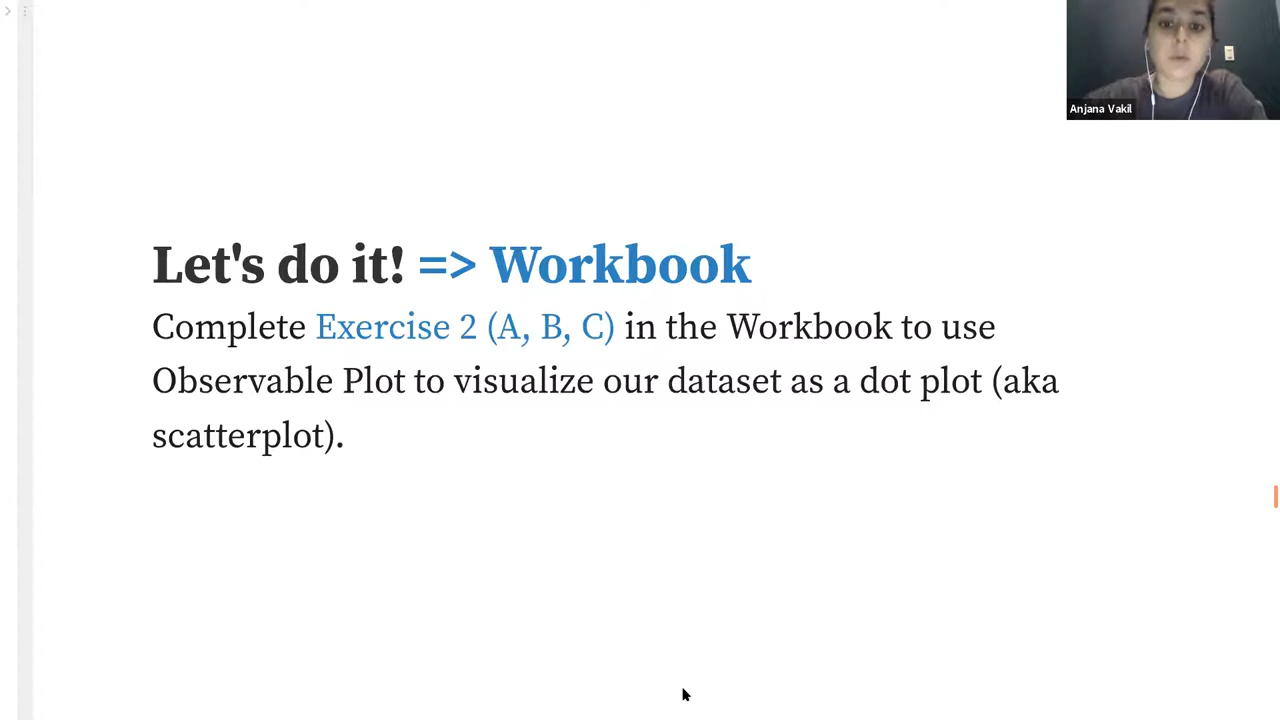 Anjana Vakil
Let's do it! => Workbook
Complete Exercise 2 (A, B, C) in the Workbook to use
Observable Plot to visualize our dataset as a dot plot (aka
scatterplot).